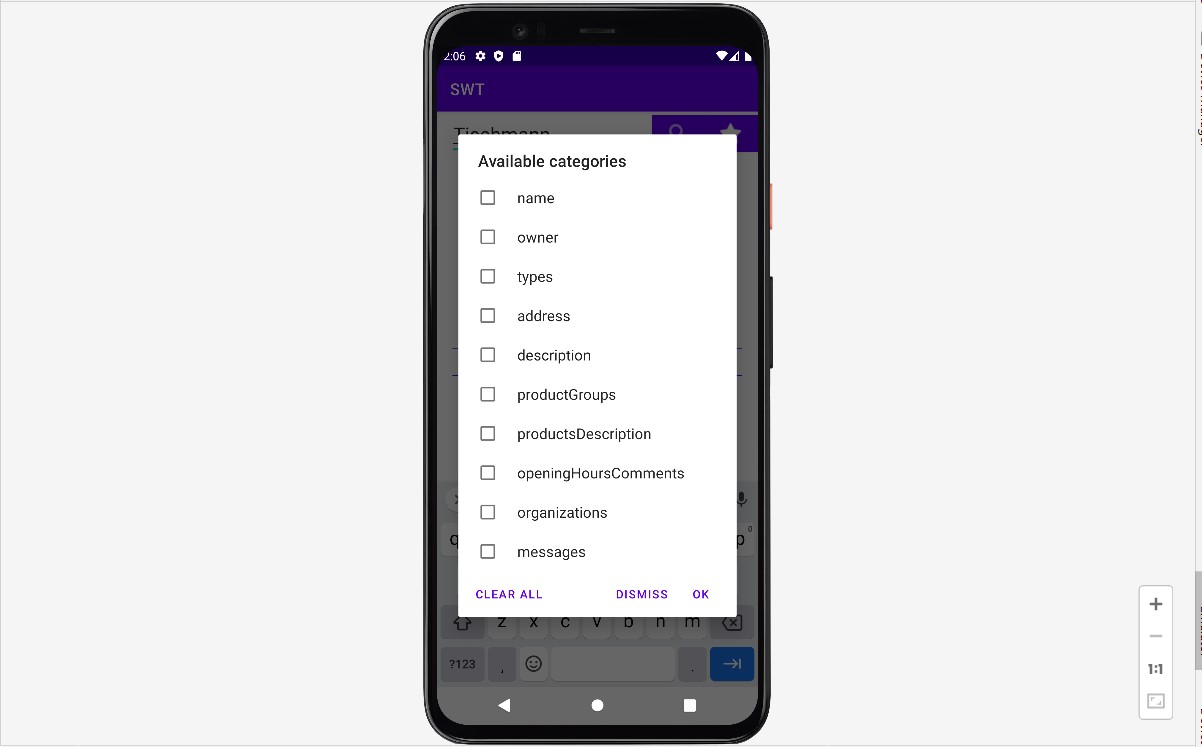 2:06
SWT
Available categories
name
owner
types
address
description
productGroups
productsDescription
openingHoursComments
organizations
messages
CLEAR ALL DISMISS OK
q p 0
z x c v b n m
?123 , .
1:1